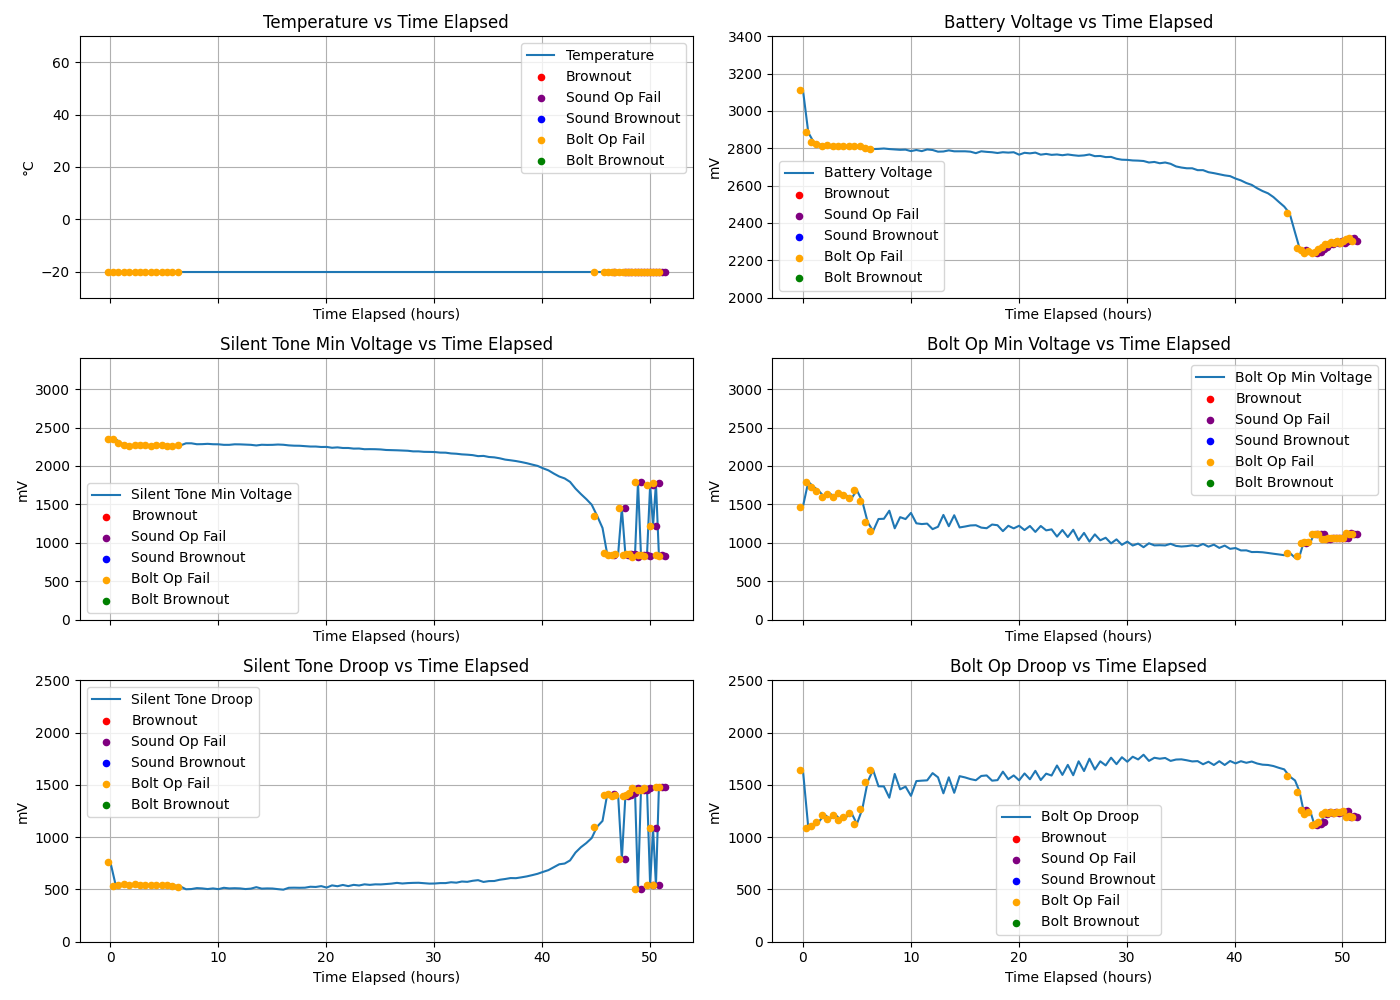 Temperature vs Time Elapsed
60
40
20
0
−20
°C
Temperature
Brownout
Sound Op Fail
Sound Brownout
Bolt Op Fail
Bolt Brownout
Time Elapsed (hours)
Battery Voltage vs Time Elapsed
3400
3200
3000
2800
2600
2400
2200
2000
mV
Battery Voltage
Brownout
Sound Op Fail
Sound Brownout
Bolt Op Fail
Bolt Brownout
Time Elapsed (hours)
Silent Tone Min Voltage vs Time Elapsed
3000
2500
2000
1500
1000
500
0
mV
Silent Tone Min Voltage
Brownout
Sound Op Fail
Sound Brownout
Bolt Op Fail
Bolt Brownout
Time Elapsed (hours)
Bolt Op Min Voltage vs Time Elapsed
3000
2500
2000
1500
1000
500
0
mV
Bolt Op Min Voltage
Brownout
Sound Op Fail
Sound Brownout
Bolt Op Fail
Bolt Brownout
Time Elapsed (hours)
Silent Tone Droop vs Time Elapsed
2500
2000
1500
1000
500
0
mV
Silent Tone Droop
Brownout
Sound Op Fail
Sound Brownout
Bolt Op Fail
Bolt Brownout
0 10 20 30 40 50
Time Elapsed (hours)
Bolt Op Droop vs Time Elapsed
2500
2000
1500
1000
500
0
mV
Bolt Op Droop
Brownout
Sound Op Fail
Sound Brownout
Bolt Op Fail
Bolt Brownout
0 10 20 30 40 50
Time Elapsed (hours)